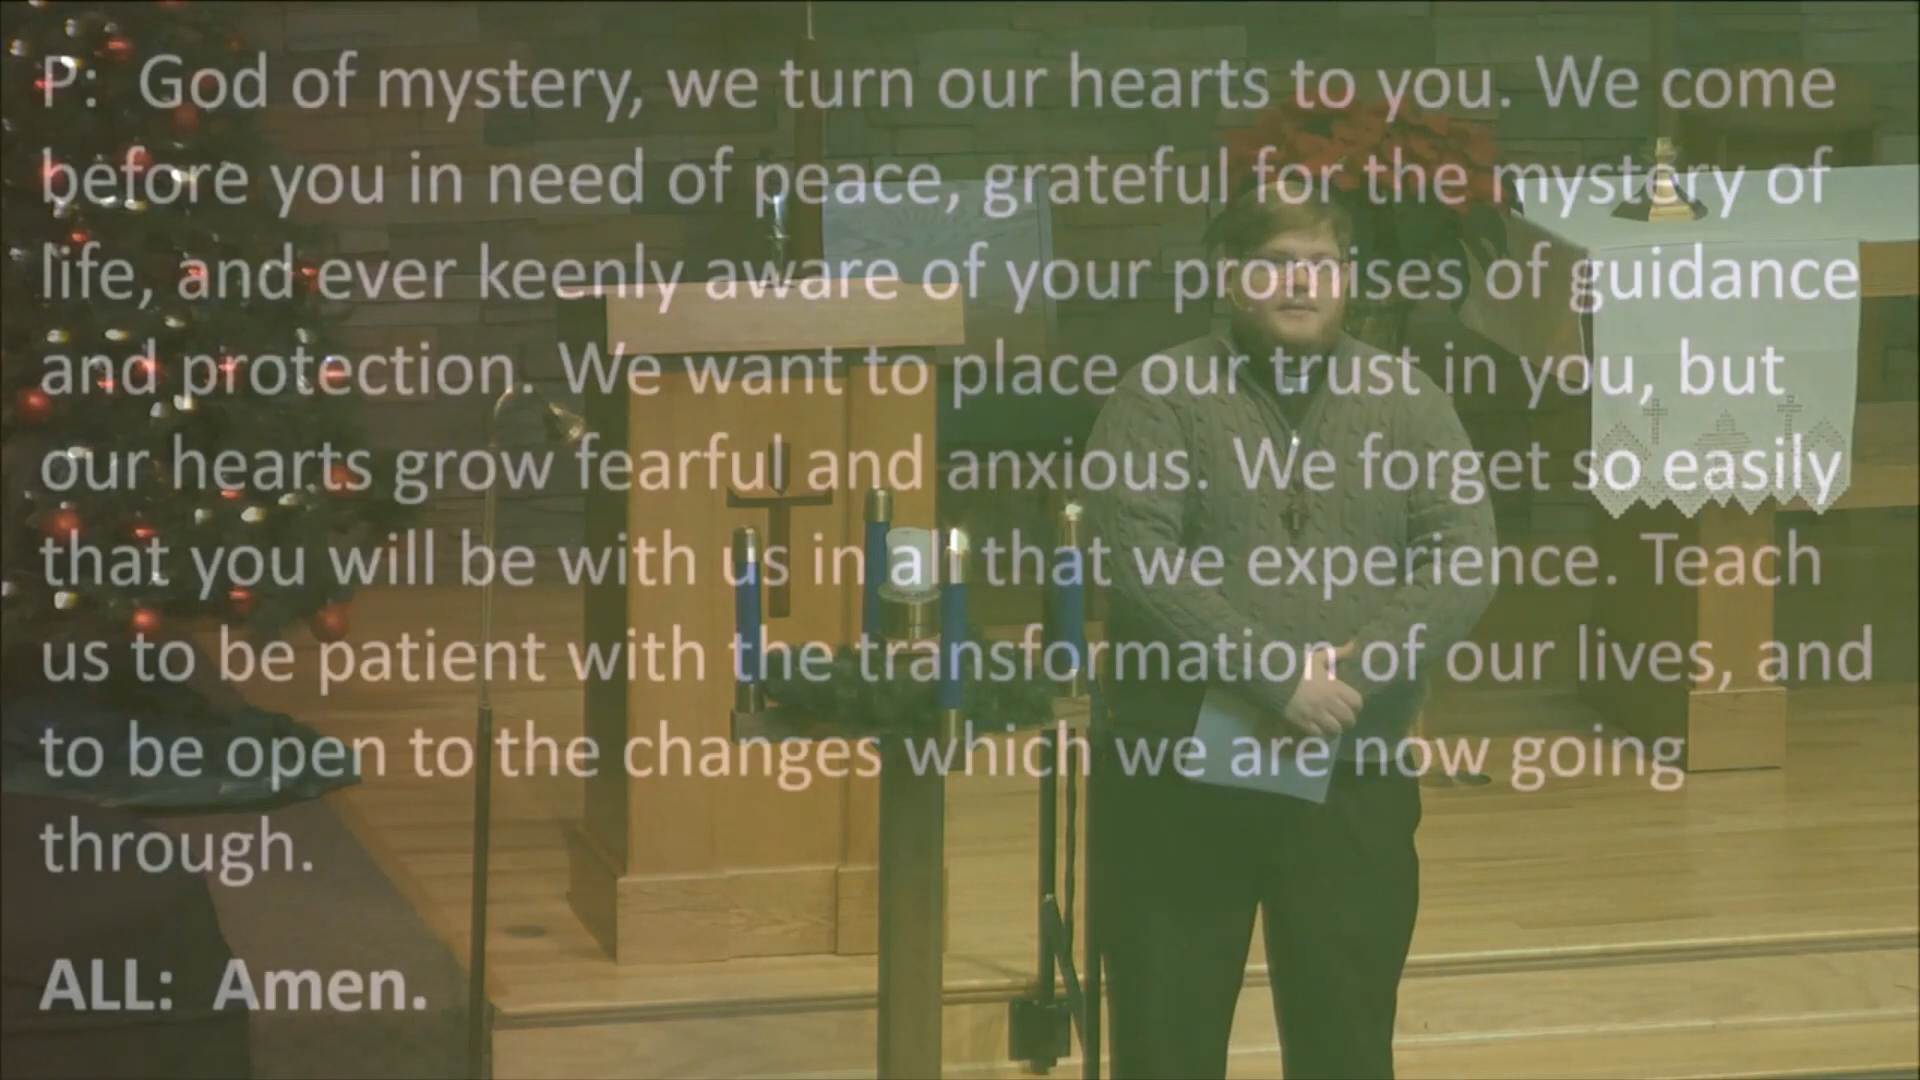 P: God of mystery, we turn our hearts to you. We come
before you in need of peace, grateful for the mystery of
life, and ever keenly aware of your promises of guidance
and protection. We want to place our trust in you, but
our hearts grow fearful and anxious. We forget so easily
that you will be with us in all that we experience. Teach
us to be patient with the transformation of our lives, and
to be open to the changes which we are now going
through.
ALL: Amen.